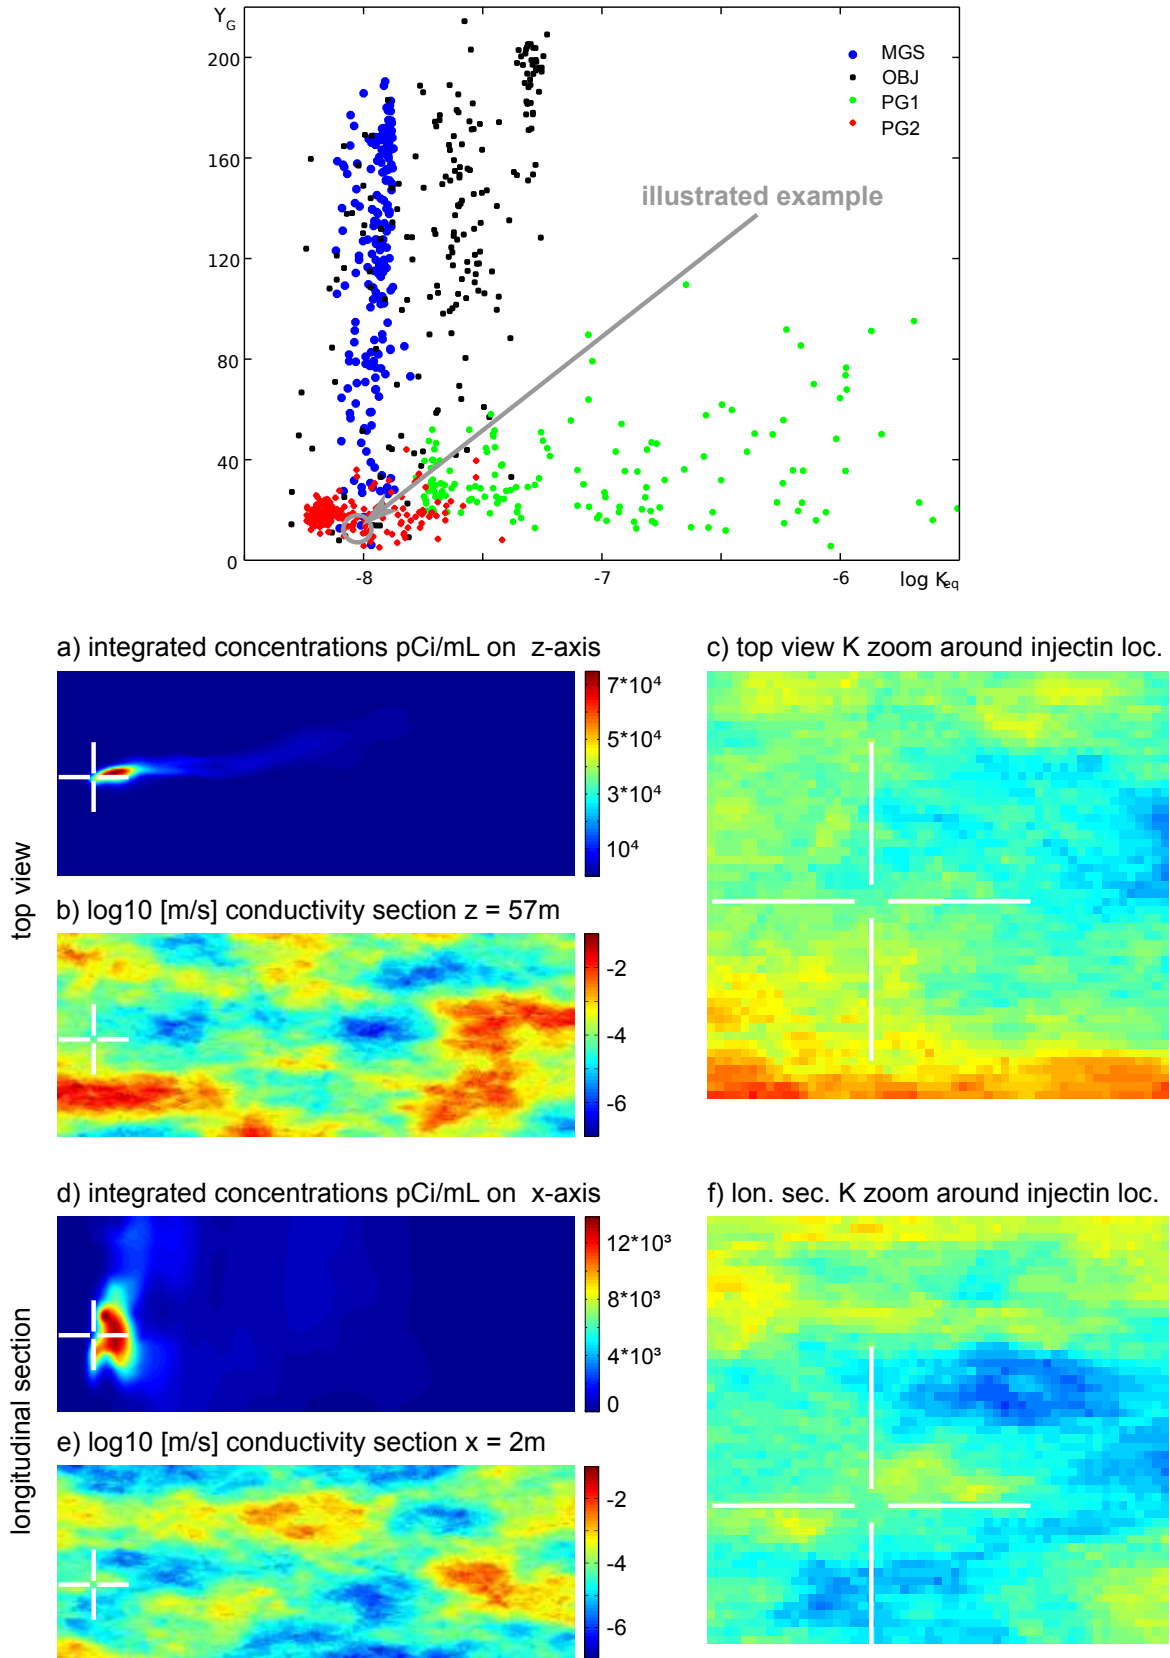 Y_G
200
160
120
80
40
0
MGS
OBJ
PG1
PG2
illustrated example
-8
-7
-6
log K_eq
a) integrated concentrations pCi/mL on z-axis
7*10⁴
5*10⁴
3*10⁴
10⁴
top view
b) log10 [m/s] conductivity section z = 57m
-2
-4
-6
c) top view K zoom around injectin loc.
d) integrated concentrations pCi/mL on x-axis
12*10³
8*10³
4*10³
0
longitudinal section
e) log10 [m/s] conductivity section x = 2m
-2
-4
-6
f) lon. sec. K zoom around injectin loc.